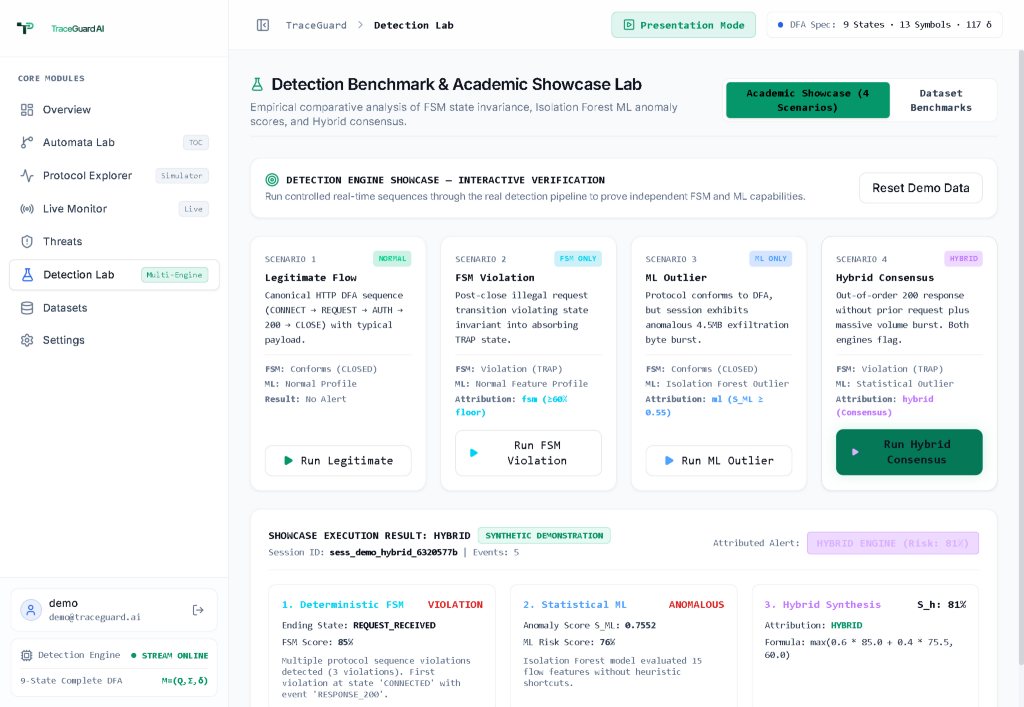 TraceGuard AI
CORE MODULES
Overview
Automata Lab
TOC
Protocol Explorer
Simulator
Live Monitor
Live
Threats
Detection Lab
Multi-Engine
Datasets
Settings
demo
demo@traceguard.ai
Detection Engine
STREAM ONLINE
9-State Complete DFA
M=(Q,Σ,δ)
TraceGuard
Detection Lab
Presentation Mode
DFA Spec: 9 States · 13 Symbols · 117 δ
Detection Benchmark & Academic Showcase Lab
Empirical comparative analysis of FSM state invariance, Isolation Forest ML anomaly
scores, and Hybrid consensus.
Academic Showcase (4
Scenarios)
Dataset
Benchmarks
DETECTION ENGINE SHOWCASE — INTERACTIVE VERIFICATION
Run controlled real-time sequences through the real detection pipeline to prove independent FSM and ML capabilities.
Reset Demo Data
SCENARIO 1
NORMAL
Legitimate Flow
Canonical HTTP DFA sequence
(CONNECT → REQUEST → AUTH →
200 → CLOSE) with typical
payload.
FSM: Conforms (CLOSED)
ML: Normal Profile
Result: No Alert
Run Legitimate
SCENARIO 2
FSM ONLY
FSM Violation
Post-close illegal request
transition violating state
invariant into absorbing
TRAP state.
FSM: Violation (TRAP)
ML: Normal Feature Profile
Attribution: fsm (≥60%
floor)
Run FSM
Violation
SCENARIO 3
ML ONLY
ML Outlier
Protocol conforms to DFA,
but session exhibits
anomalous 4.5MB exfiltration
byte burst.
FSM: Conforms (CLOSED)
ML: Isolation Forest Outlier
Attribution: ml (S_ML ≥
0.55)
Run ML Outlier
SCENARIO 4
HYBRID
Hybrid Consensus
Out-of-order 200 response
without prior request plus
massive volume burst. Both
engines flag.
FSM: Violation (TRAP)
ML: Statistical Outlier
Attribution: hybrid
(Consensus)
Run Hybrid
Consensus
SHOWCASE EXECUTION RESULT: HYBRID
SYNTHETIC DEMONSTRATION
Session ID: sess_demo_hybrid_6320577b | Events: 5
Attributed Alert:
HYBRID ENGINE (Risk: 81%)
1. Deterministic FSM
VIOLATION
Ending State: REQUEST_RECEIVED
FSM Score: 85%
Multiple protocol sequence violations
detected (3 violations). First
violation at state 'CONNECTED' with
event 'RESPONSE_200'.
2. Statistical ML
ANOMALOUS
Anomaly Score S_ML: 0.7552
ML Risk Score: 76%
Isolation Forest model evaluated 15
flow features without heuristic
shortcuts.
3. Hybrid Synthesis
S_h: 81%
Attribution: HYBRID
Formula: max(0.6 * 85.0 + 0.4 * 75.5,
60.0)